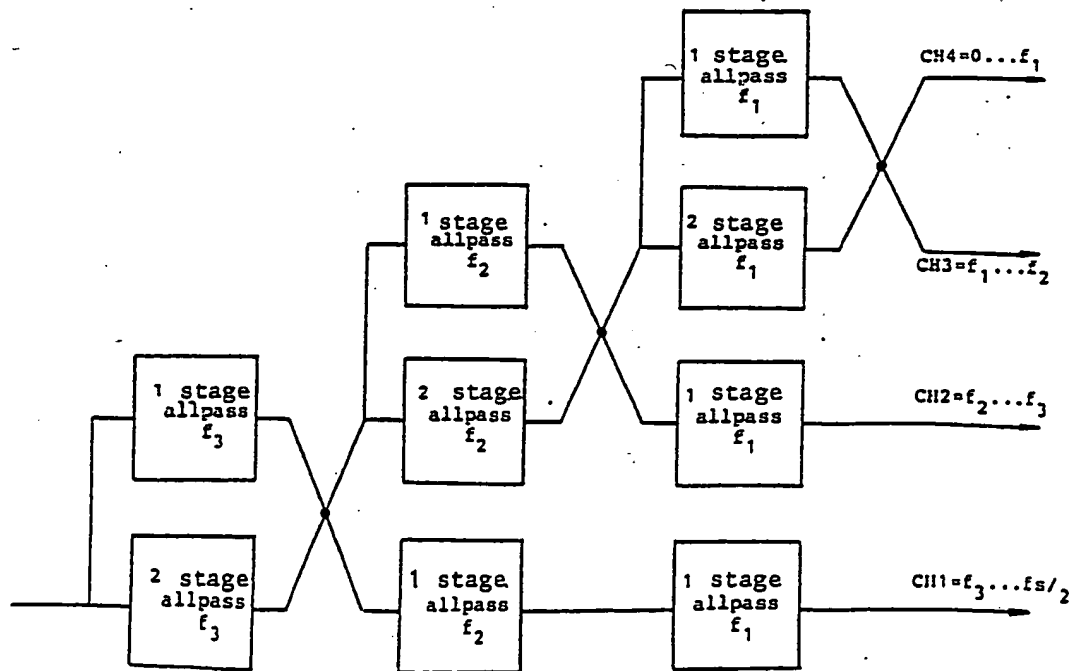 1 stage
allpass
f1
CH4=0...f1
2 stage
allpass
f1
CH3=f1...f2
1 stage
allpass
f2
2 stage
allpass
f2
1 stage
allpass
f1
CH2=f2...f3
1 stage
allpass
f3
2 stage
allpass
f3
1 stage
allpass
f2
1 stage
allpass
f1
CH1=f3...fs/2